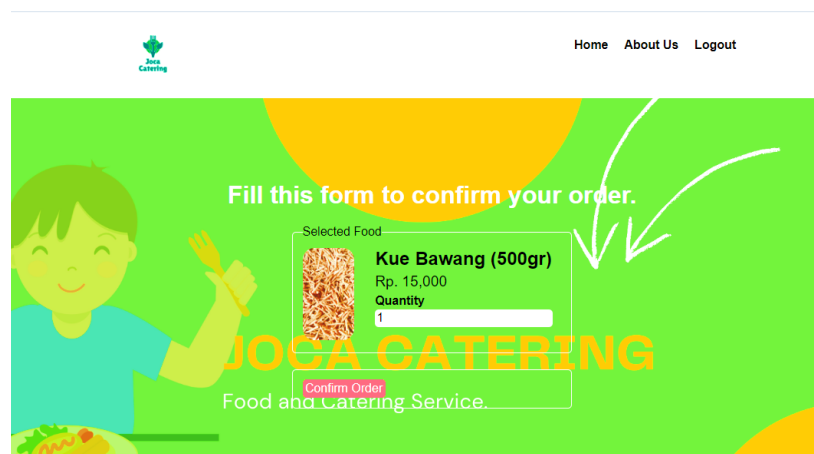 Joca
Catering
Home About Us Logout
Fill this form to confirm your order.
Selected Food
Kue Bawang (500gr)
Rp. 15,000
Quantity
1
JOCA CATERING
Confirm Order
Food and Catering Service.